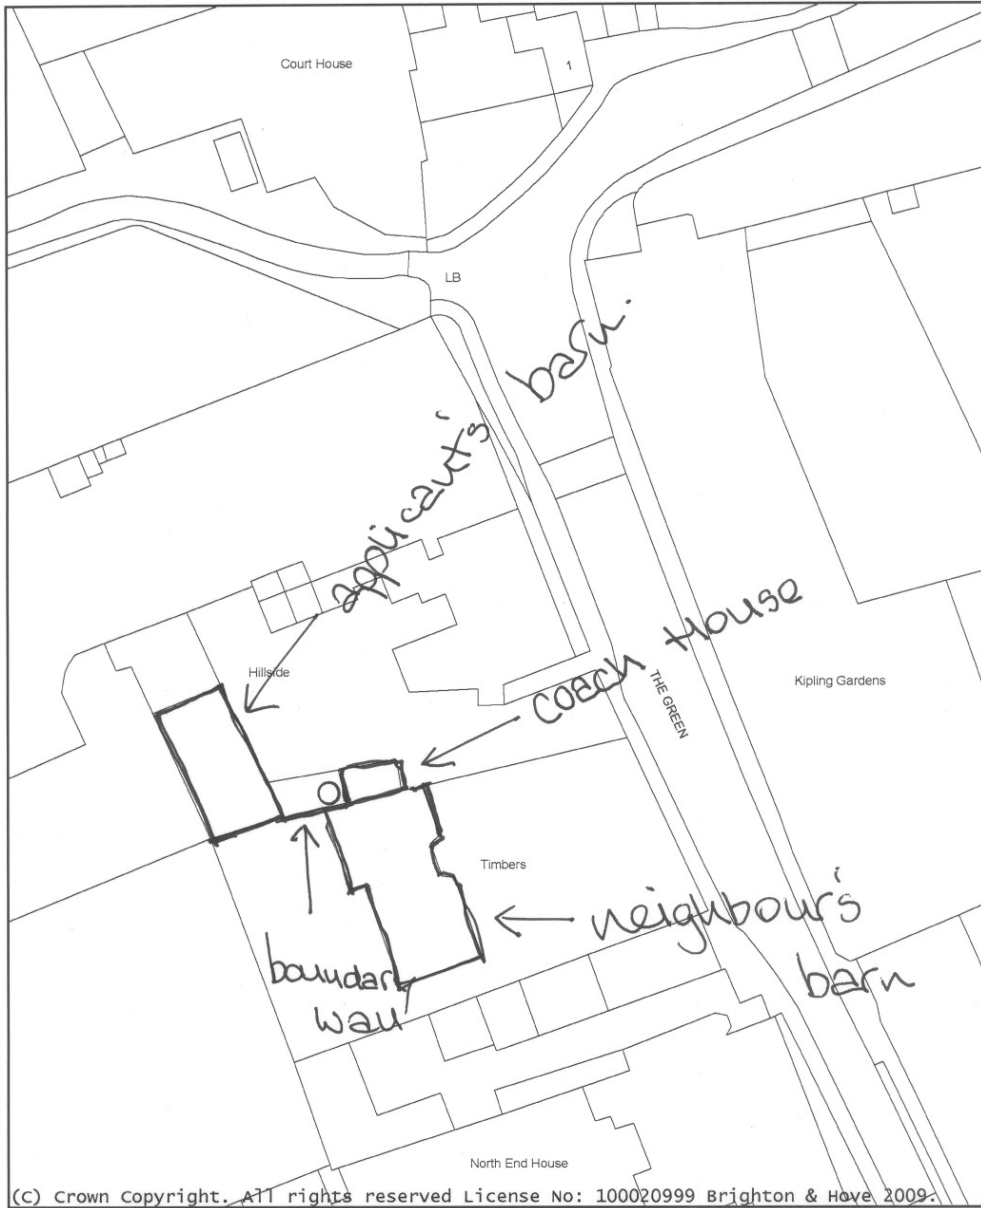 Court House
1
LB
applicant's barn.
Hillside
coach House
THE GREEN
Kipling Gardens
Timbers
neighbour's
barn
boundary
wall
North End House
(C) Crown Copyright. All rights reserved License No: 100020999 Brighton & Hove 2009.